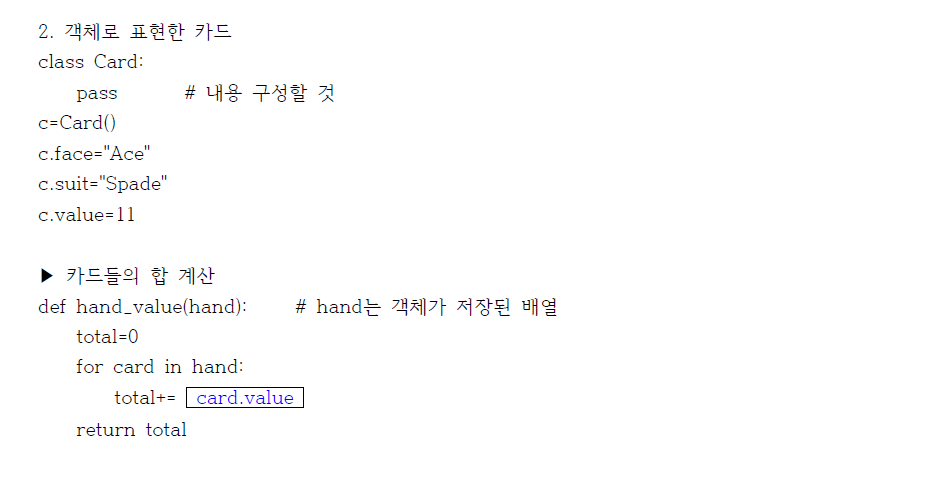 2. 객체로 표현한 카드
class Card:
    pass       # 내용 구성할 것
c=Card()
c.face="Ace"
c.suit="Spade"
c.value=11
▶ 카드들의 합 계산
def hand_value(hand):     # hand는 객체가 저장된 배열
    total=0
    for card in hand:
        total+= card.value
    return total